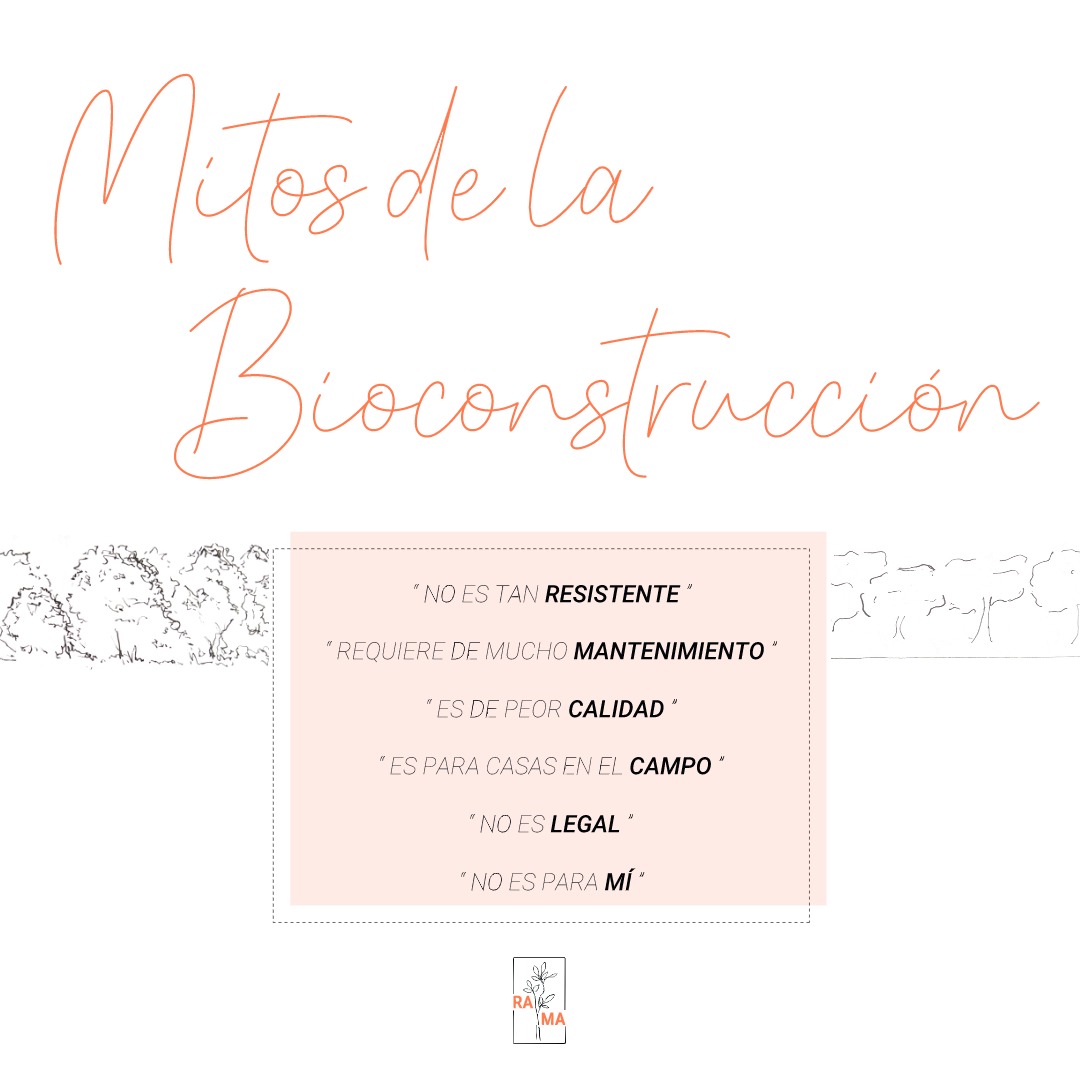 Mitos de la
Bioconstrucción
" NO ES TAN RESISTENTE "
" REQUIERE DE MUCHO MANTENIMIENTO "
" ES DE PEOR CALIDAD "
" ES PARA CASAS EN EL CAMPO "
" NO ES LEGAL "
" NO ES PARA MÍ "
RA
MA